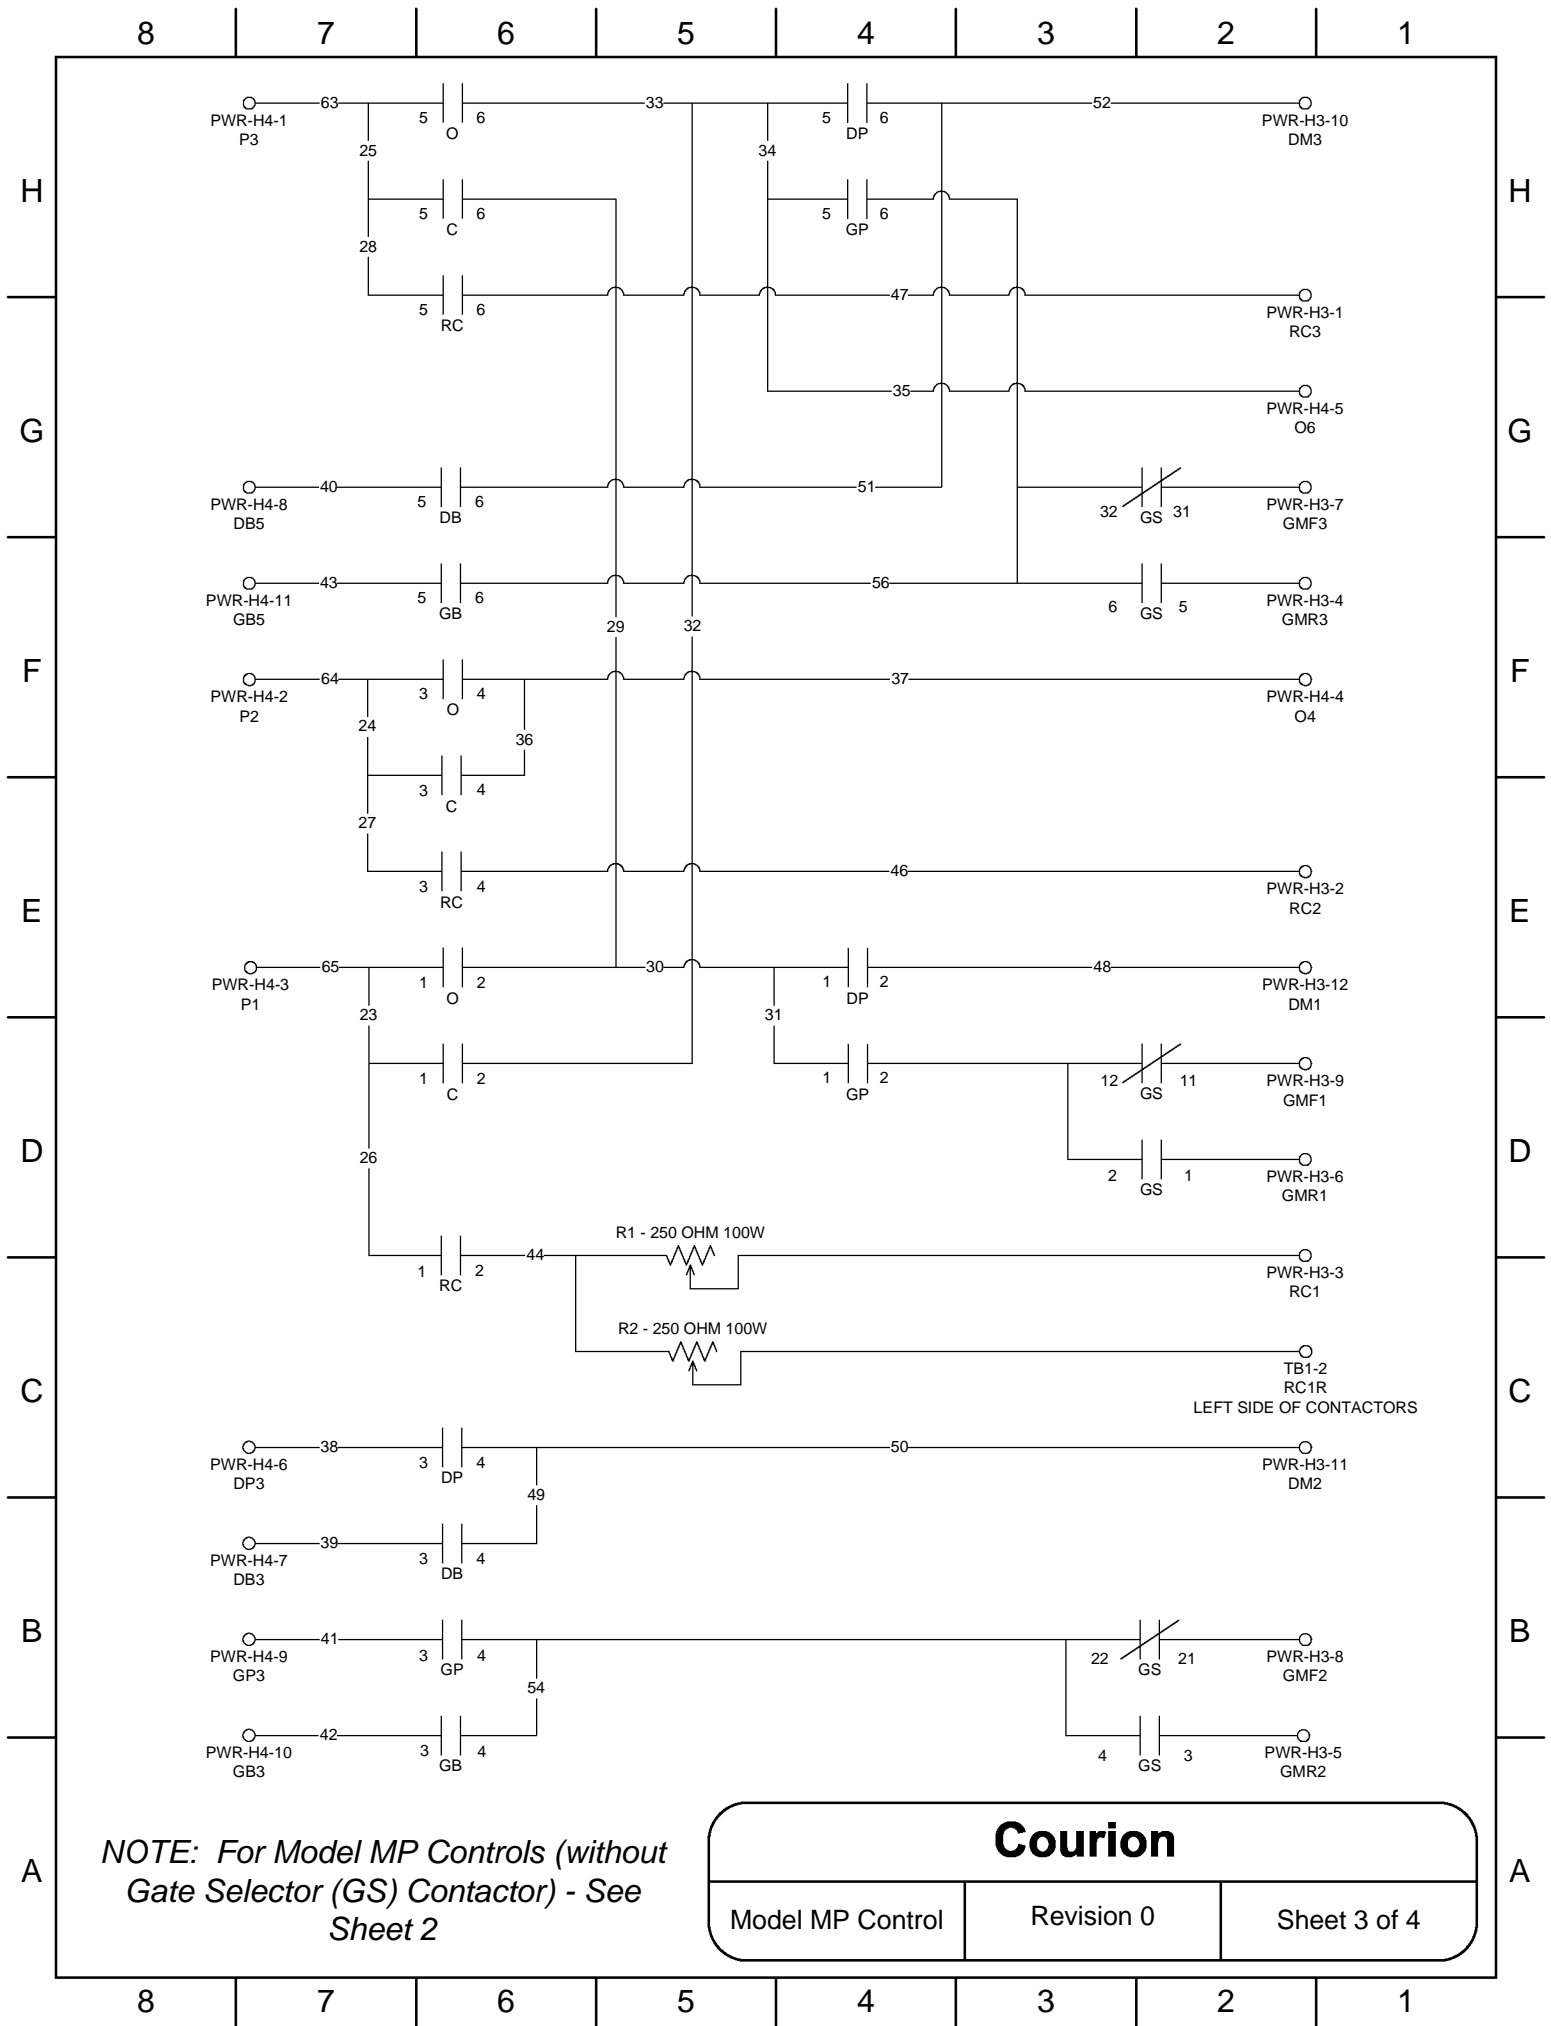 8 7 6 5 4 3 2 1
63 33 52
PWR-H4-1 5 6 5 6 PWR-H3-10
P3 O DP DM3
25 34
H H
5 6 5 6
C GP
28
47
5 6 PWR-H3-1
RC RC3
35
PWR-H4-5
O6
G G
40 51
PWR-H4-8 5 6 32 31 PWR-H3-7
DB5 DB GS GMF3
43 56
PWR-H4-11 5 6 6 5 PWR-H3-4
GB5 GB GS GMR3
29 32
F F
64 37
PWR-H4-2 3 4 PWR-H4-4
P2 O O4
24 36
3 4
C
27
46
3 4 PWR-H3-2
RC RC2
E E
65 30 48
PWR-H4-3 1 2 1 2 PWR-H3-12
P1 O DP DM1
23 31
1 2 1 2 12 11 PWR-H3-9
C GP GS GMF1
D D
26
2 1 PWR-H3-6
GS GMR1
R1 - 250 OHM 100W
44
1 2 PWR-H3-3
RC RC1
R2 - 250 OHM 100W
TB1-2
RC1R
C C
LEFT SIDE OF CONTACTORS
38 50
PWR-H4-6 3 4 PWR-H3-11
DP3 DP DM2
49
39
PWR-H4-7 3 4
DB3 DB
B B
41
PWR-H4-9 3 4 22 21 PWR-H3-8
GP3 GP GS GMF2
54
42
PWR-H4-10 3 4 4 3 PWR-H3-5
GB3 GB GS GMR2
A A
NOTE: For Model MP Controls (without
Gate Selector (GS) Contactor) - See
Sheet 2
Courion
Model MP Control Revision 0 Sheet 3 of 4
8 7 6 5 4 3 2 1